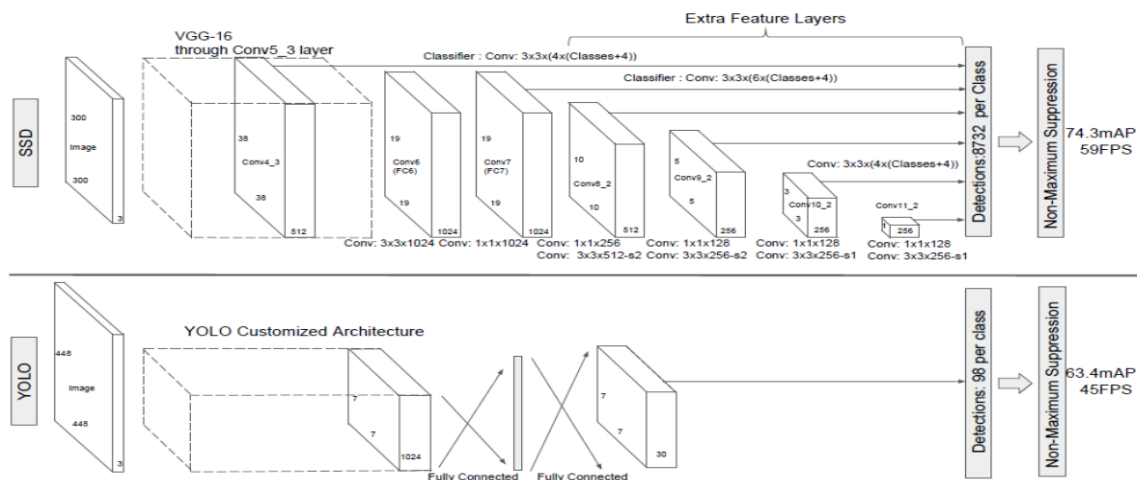 Extra Feature Layers
VGG-16
through Conv5_3 layer
Classifier : Conv: 3x3x(4x(Classes+4))
Classifier : Conv: 3x3x(6x(Classes+4))
SSD
300
Image
300
3
38
Conv4_3
38
512
19
Conv6
(FC6)
19
1024
19
Conv7
(FC7)
19
1024
10
Conv8_2
10
512
5
Conv9_2
5
256
Conv: 3x3x(4x(Classes+4))
3
Conv10_2
3
256
Conv11_2
1
256
Conv: 3x3x1024
Conv: 1x1x1024
Conv: 1x1x256
Conv: 3x3x512-s2
Conv: 1x1x128
Conv: 3x3x256-s2
Conv: 1x1x128
Conv: 3x3x256-s1
Conv: 1x1x128
Conv: 3x3x256-s1
Detections:8732 per Class
Non-Maximum Suppression
74.3mAP
59FPS
YOLO
448
Image
448
3
YOLO Customized Architecture
7
7
1024
Fully Connected
Fully Connected
7
7
30
Detections: 98 per class
Non-Maximum Suppression
63.4mAP
45FPS